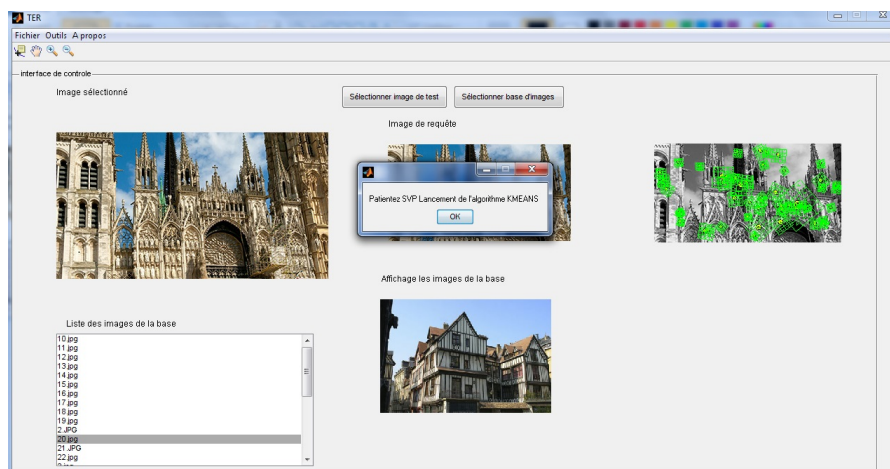 TER
Fichier Outils A propos
interface de controle
Image sélectionné
Sélectionner image de test
Sélectionner base d'images
Image de requête
Patientez SVP Lancement de l'algorithme KMEANS
OK
Affichage les images de la base
Liste des images de la base
10.jpg
11.jpg
12.jpg
13.jpg
14.jpg
15.jpg
16.jpg
17.jpg
18.jpg
19.jpg
2.JPG
20.jpg
21.JPG
22.jpg